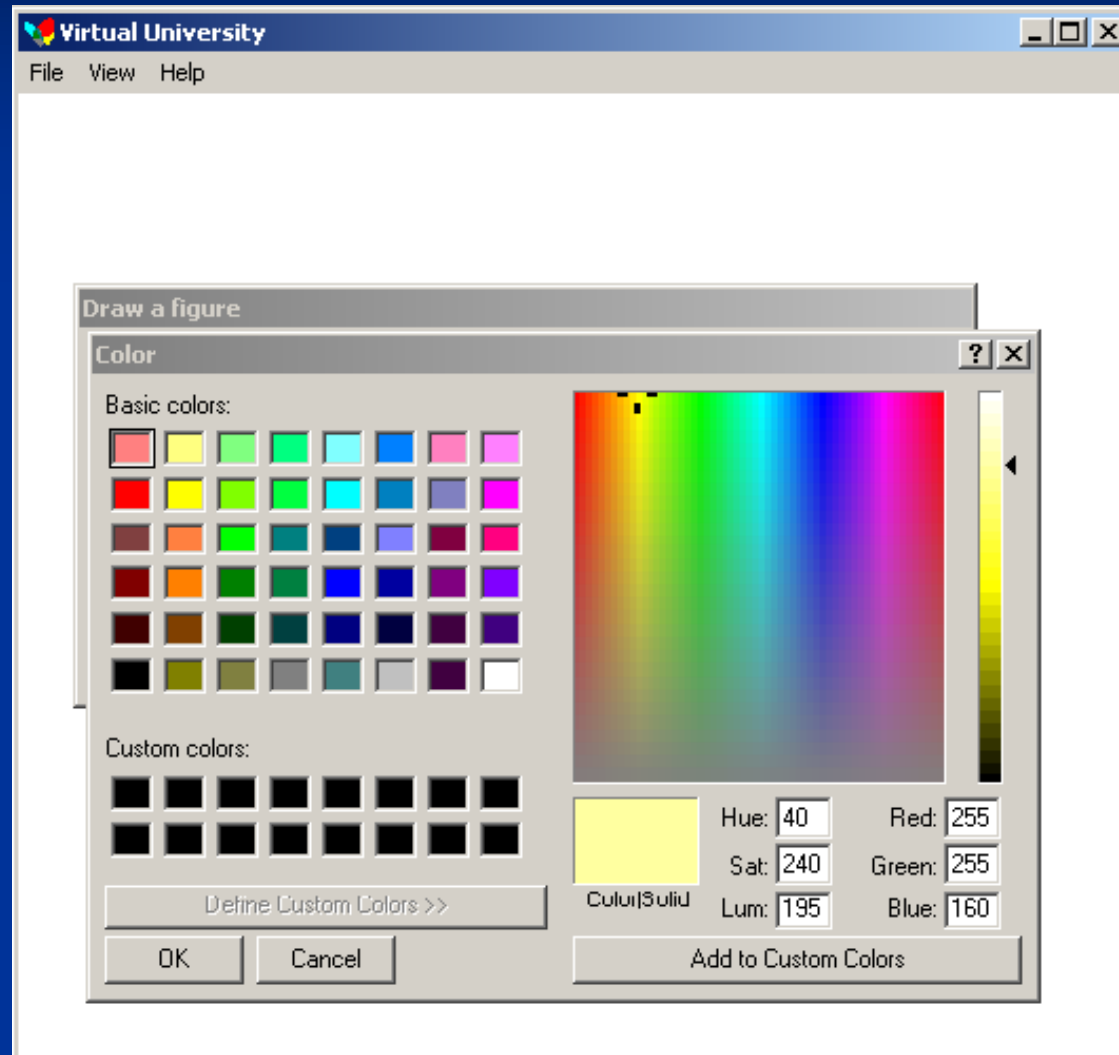 Virtual University
File View Help
Draw a figure
Color ?
Basic colors:
Custom colors:
Define Custom Colors >>
OK Cancel
Color|Solid
Hue: 40 Red: 255
Sat: 240 Green: 255
Lum: 195 Blue: 160
Add to Custom Colors